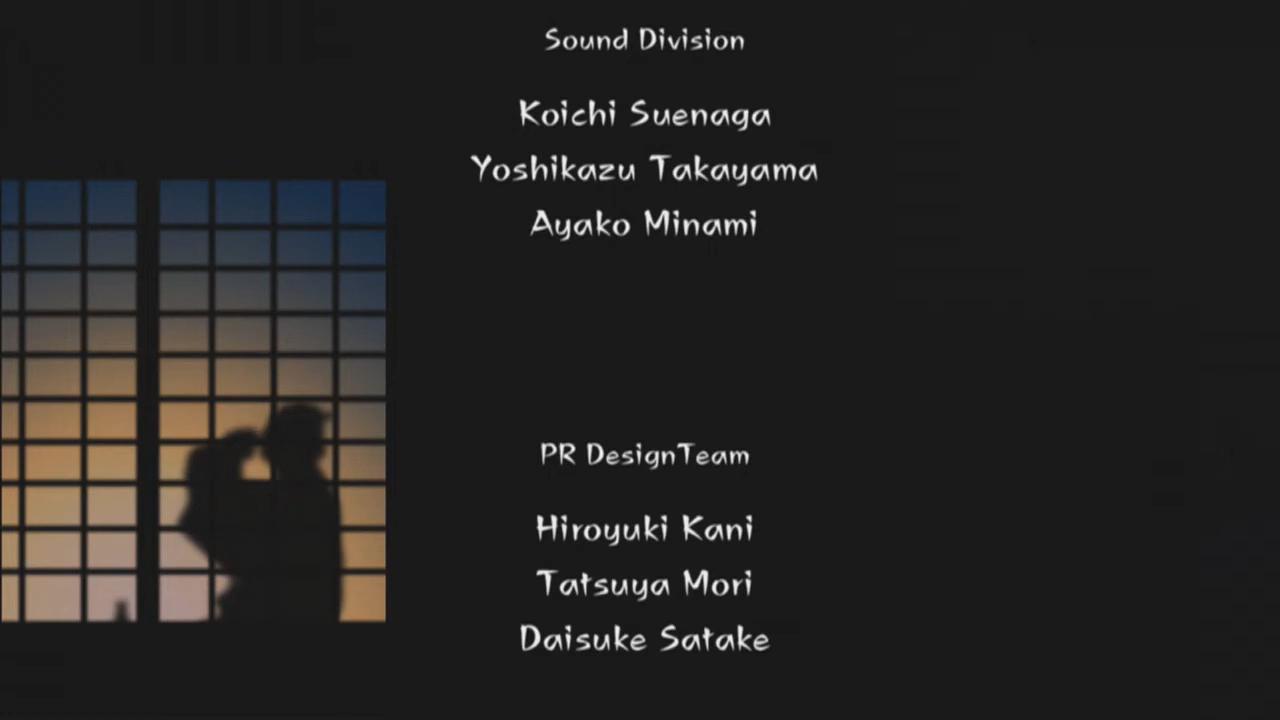 Sound Division
Koichi Suenaga
Yoshikazu Takayama
Ayako Minami
PR DesignTeam
Hiroyuki Kani
Tatsuya Mori
Daisuke Satake